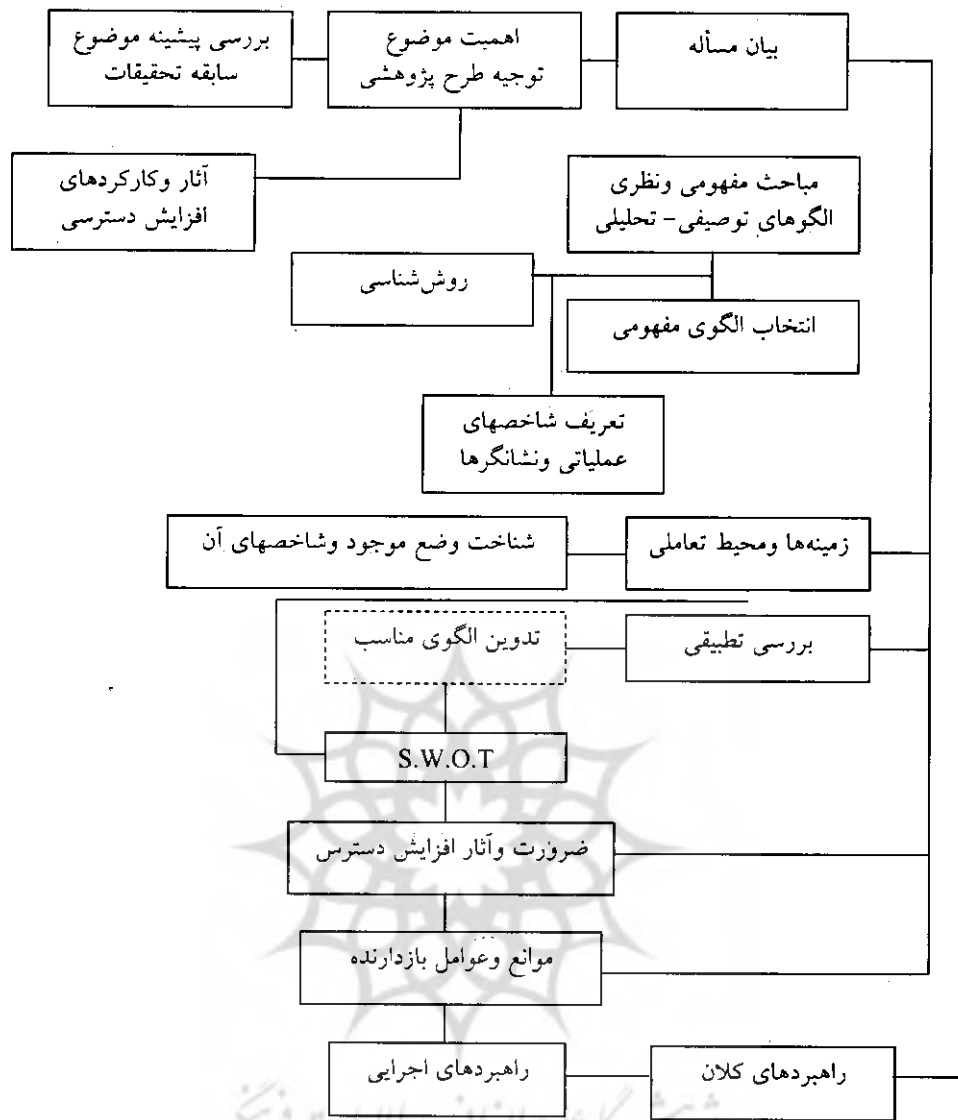 بیان مسأله
اهمیت موضوع
توجیه طرح پژوهشی
بررسی پیشینه موضوع
سابقه تحقیقات
آثار وکارکردهای
افزایش دسترسی
مباحث مفهومی ونظری
الگوهای توصیفی- تحلیلی
روش‌شناسی
انتخاب الگوی مفهومی
تعریف شاخصهای
عملیاتی ونشانگرها
زمینه‌ها ومحیط تعاملی
شناخت وضع موجود وشاخصهای آن
بررسی تطبیقی
تدوین الگوی مناسب
S.W.O.T
ضرورت وآثار افزایش دسترس
موانع وعوامل بازدارنده
راهبردهای کلان
راهبردهای اجرایی